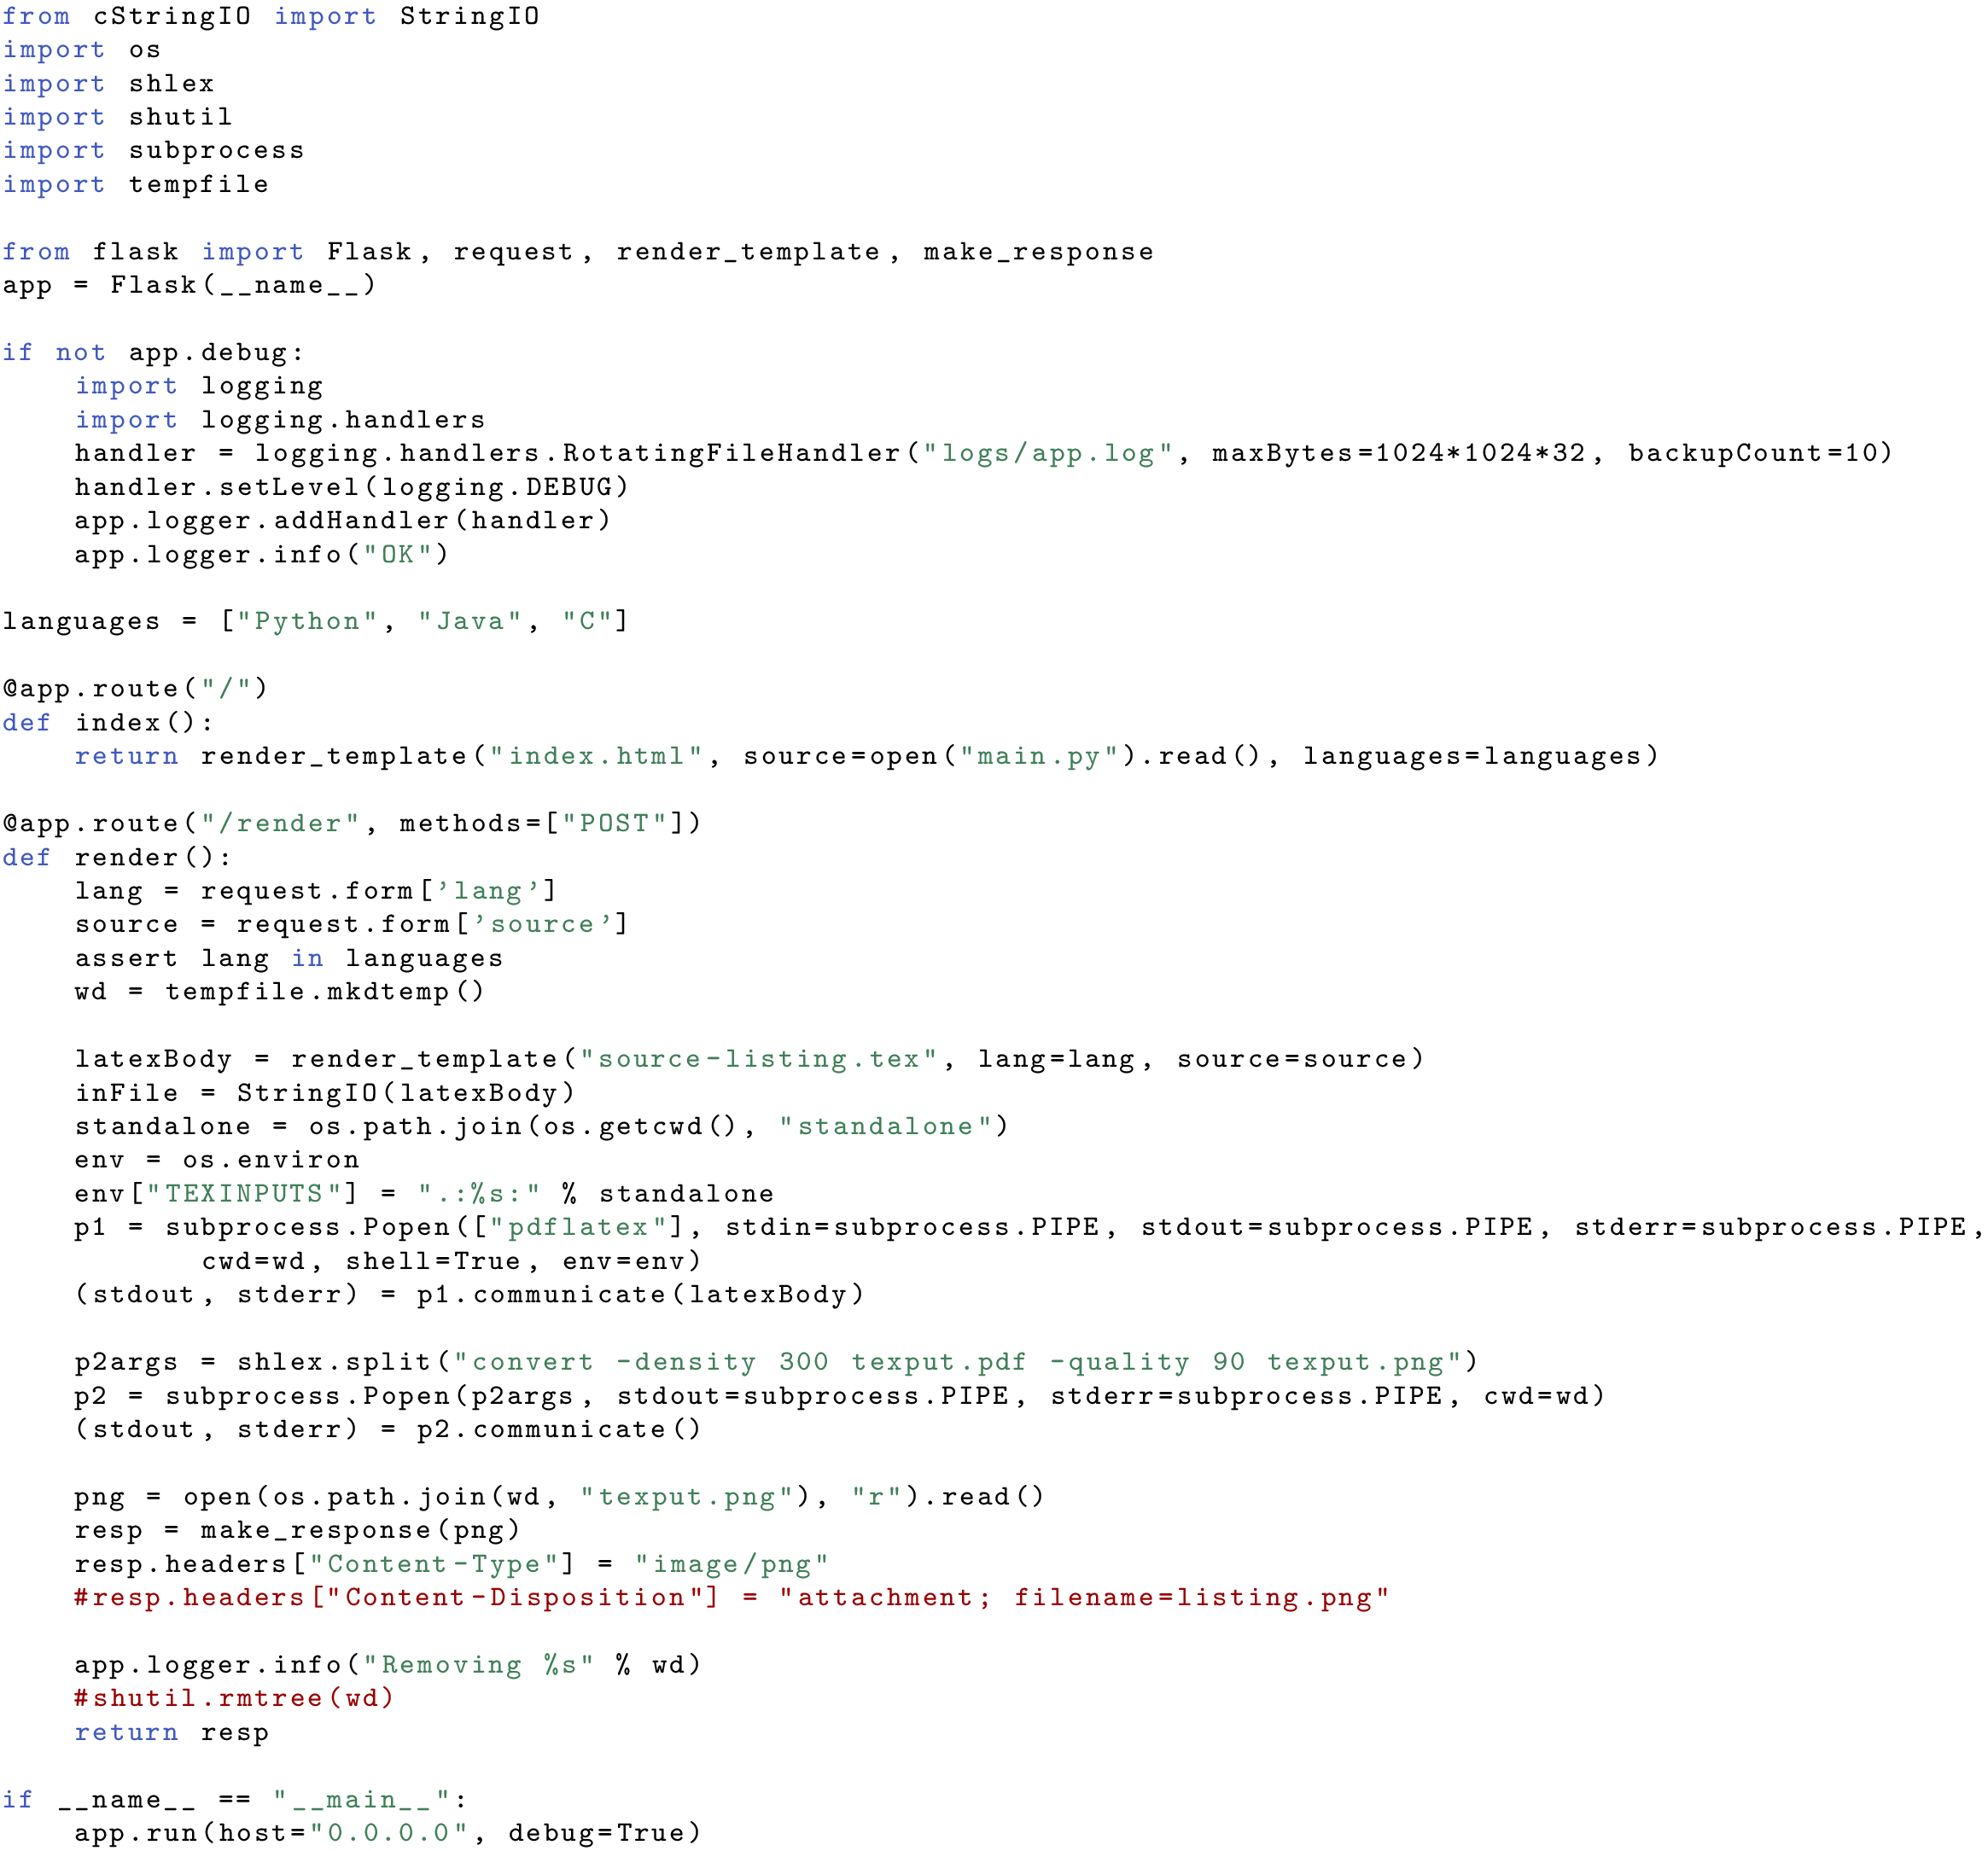 from cStringIO import StringIO
import os
import shlex
import shutil
import subprocess
import tempfile

from flask import Flask, request, render_template, make_response
app = Flask(__name__)

if not app.debug:
    import logging
    import logging.handlers
    handler = logging.handlers.RotatingFileHandler("logs/app.log", maxBytes=1024*1024*32, backupCount=10)
    handler.setLevel(logging.DEBUG)
    app.logger.addHandler(handler)
    app.logger.info("OK")

languages = ["Python", "Java", "C"]

@app.route("/")
def index():
    return render_template("index.html", source=open("main.py").read(), languages=languages)

@app.route("/render", methods=["POST"])
def render():
    lang = request.form['lang']
    source = request.form['source']
    assert lang in languages
    wd = tempfile.mkdtemp()

    latexBody = render_template("source-listing.tex", lang=lang, source=source)
    inFile = StringIO(latexBody)
    standalone = os.path.join(os.getcwd(), "standalone")
    env = os.environ
    env["TEXINPUTS"] = ".:%s:" % standalone
    p1 = subprocess.Popen(["pdflatex"], stdin=subprocess.PIPE, stdout=subprocess.PIPE, stderr=subprocess.PIPE,
           cwd=wd, shell=True, env=env)
    (stdout, stderr) = p1.communicate(latexBody)

    p2args = shlex.split("convert -density 300 texput.pdf -quality 90 texput.png")
    p2 = subprocess.Popen(p2args, stdout=subprocess.PIPE, stderr=subprocess.PIPE, cwd=wd)
    (stdout, stderr) = p2.communicate()

    png = open(os.path.join(wd, "texput.png"), "r").read()
    resp = make_response(png)
    resp.headers["Content-Type"] = "image/png"
    #resp.headers["Content-Disposition"] = "attachment; filename=listing.png"

    app.logger.info("Removing %s" % wd)
    #shutil.rmtree(wd)
    return resp

if __name__ == "__main__":
    app.run(host="0.0.0.0", debug=True)